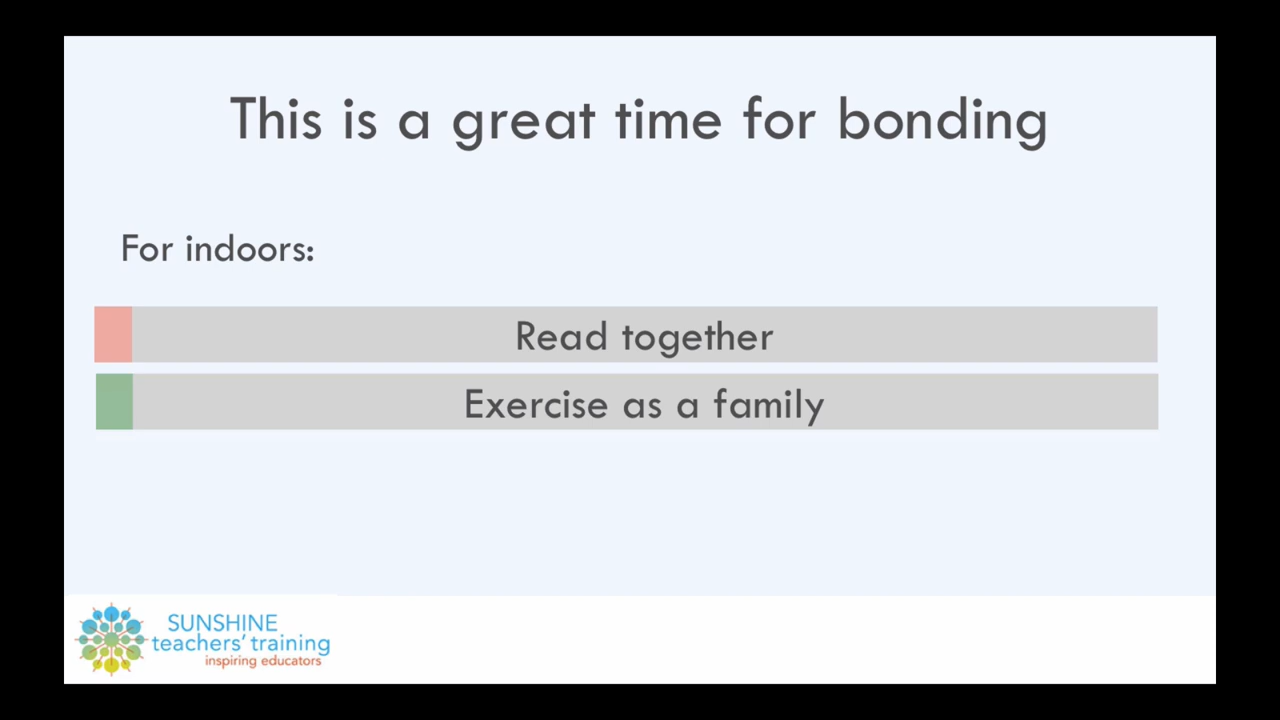 This is a great time for bonding
For indoors:
Read together
Exercise as a family
SUNSHINE
teachers' training
inspiring educators